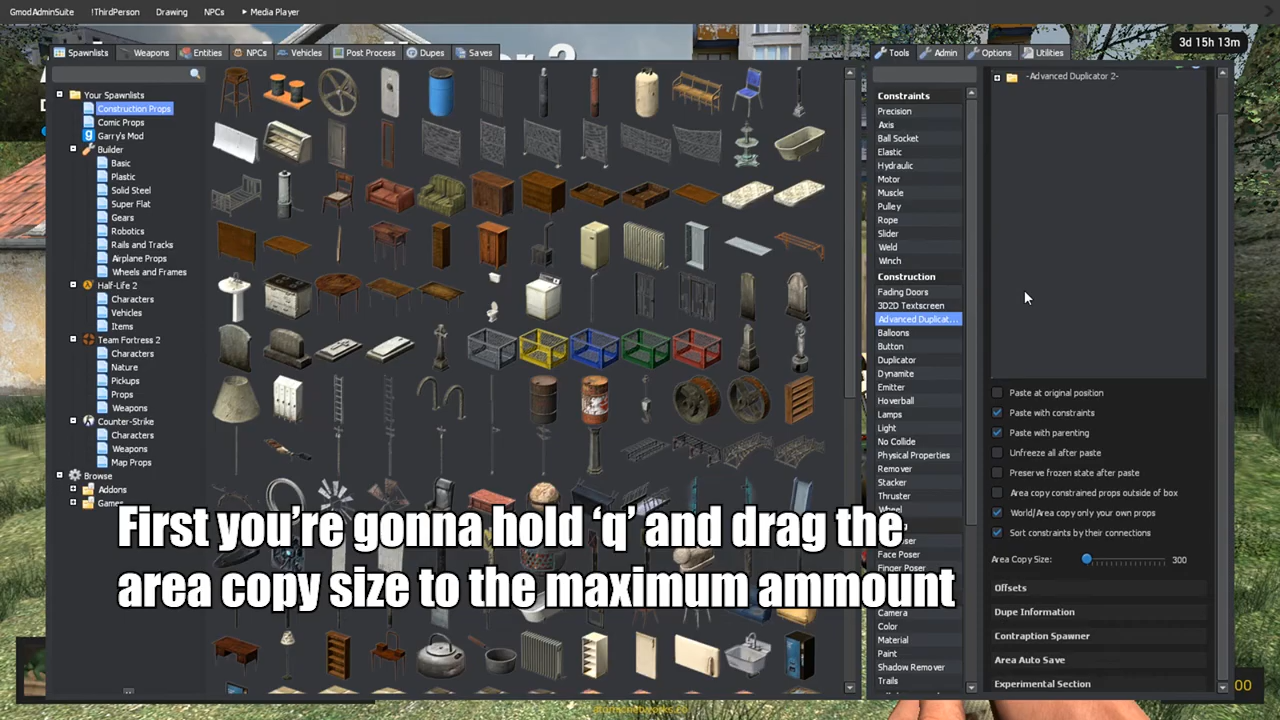 GmodAdminSuite !ThirdPerson Drawing NPCs Media Player
3d 15h 13m
Spawnlists Weapons Entities NPCs Vehicles Post Process Dupes Saves
Tools Admin Options Utilities
Your Spawnlists
Construction Props
Comic Props
Garry's Mod
Builder
Basic
Plastic
Solid Steel
Super Flat
Gears
Robotics
Rails and Tracks
Airplane Props
Wheels and Frames
Half-Life 2
Characters
Vehicles
Items
Team Fortress 2
Characters
Nature
Pickups
Props
Weapons
Counter-Strike
Characters
Weapons
Map Props
Browse
Addons
Games
Constraints
Precision
Axis
Ball Socket
Elastic
Hydraulic
Motor
Muscle
Pulley
Rope
Slider
Weld
Winch
Construction
Fading Doors
3D2D Textscreen
Advanced Duplicat...
Balloons
Button
Duplicator
Dynamite
Emitter
Hoverball
Lamps
Light
No Collide
Physical Properties
Remover
Stacker
Thruster
Wheel
Face Poser
Finger Poser
Camera
Color
Material
Paint
Shadow Remover
Trails
-Advanced Duplicator 2-
Paste at original position
Paste with constraints
Paste with parenting
Unfreeze all after paste
Preserve frozen state after paste
Area copy constrained props outside of box
World/Area copy only your own props
Sort constraints by their connections
Area Copy Size: 300
Offsets
Dupe Information
Contraption Spawner
Area Auto Save
Experimental Section
First you're gonna hold 'q' and drag the
area copy size to the maximum ammount
00